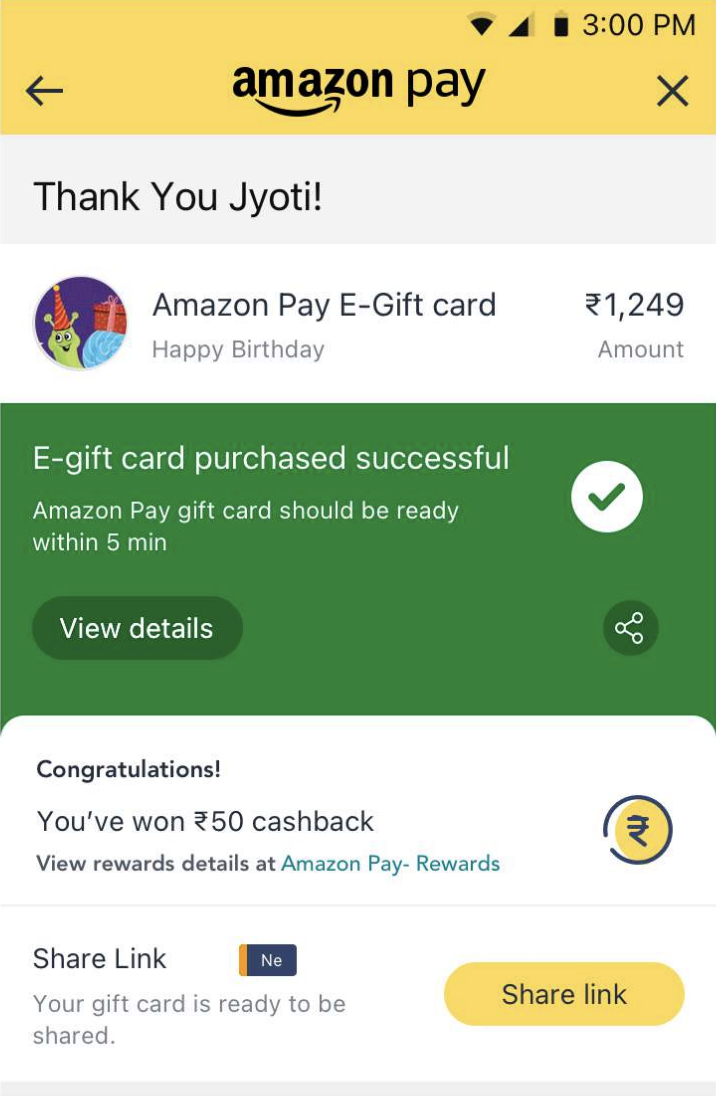 3:00 PM
amazon pay
Thank You Jyoti!
Amazon Pay E-Gift card ₹1,249
Happy Birthday Amount
E-gift card purchased successful
Amazon Pay gift card should be ready
within 5 min
View details
Congratulations!
You’ve won ₹50 cashback
₹
View rewards details at Amazon Pay- Rewards
Share Link Ne
Share link
Your gift card is ready to be
shared.